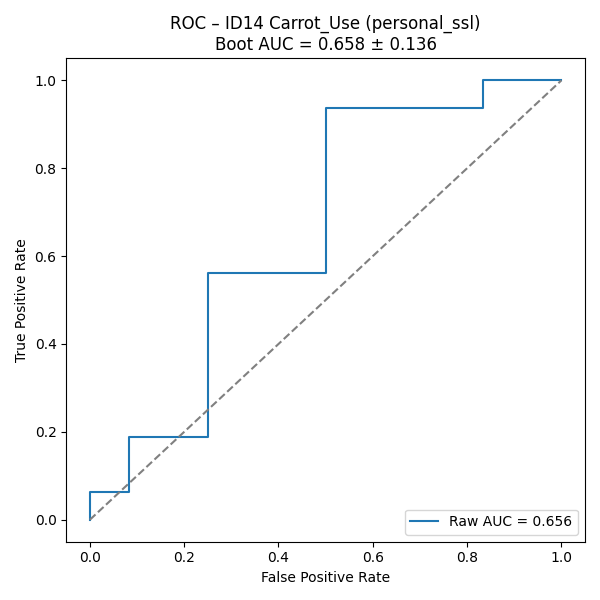 ROC – ID14 Carrot_Use (personal_ssl)
Boot AUC = 0.658 ± 0.136
True Positive Rate
1.0
0.8
0.6
0.4
0.2
0.0
Raw AUC = 0.656
0.0 0.2 0.4 0.6 0.8 1.0
False Positive Rate